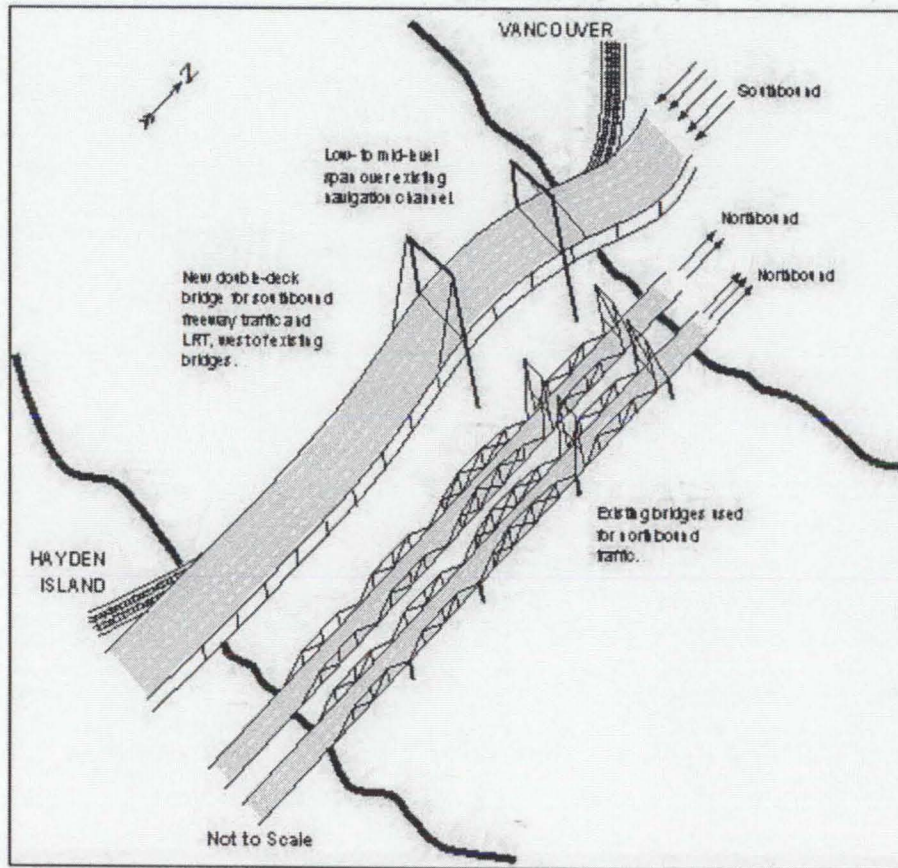 VANCOUVER
Z
Southbound
Low- to mid-level
span over existing
navigation channel.
Northbound
Northbound
New double-deck
bridge for southbound
freeway traffic and
LRT, west of existing
bridges.
Existing bridges used
for northbound
traffic.
HAYDEN
ISLAND
Not to Scale